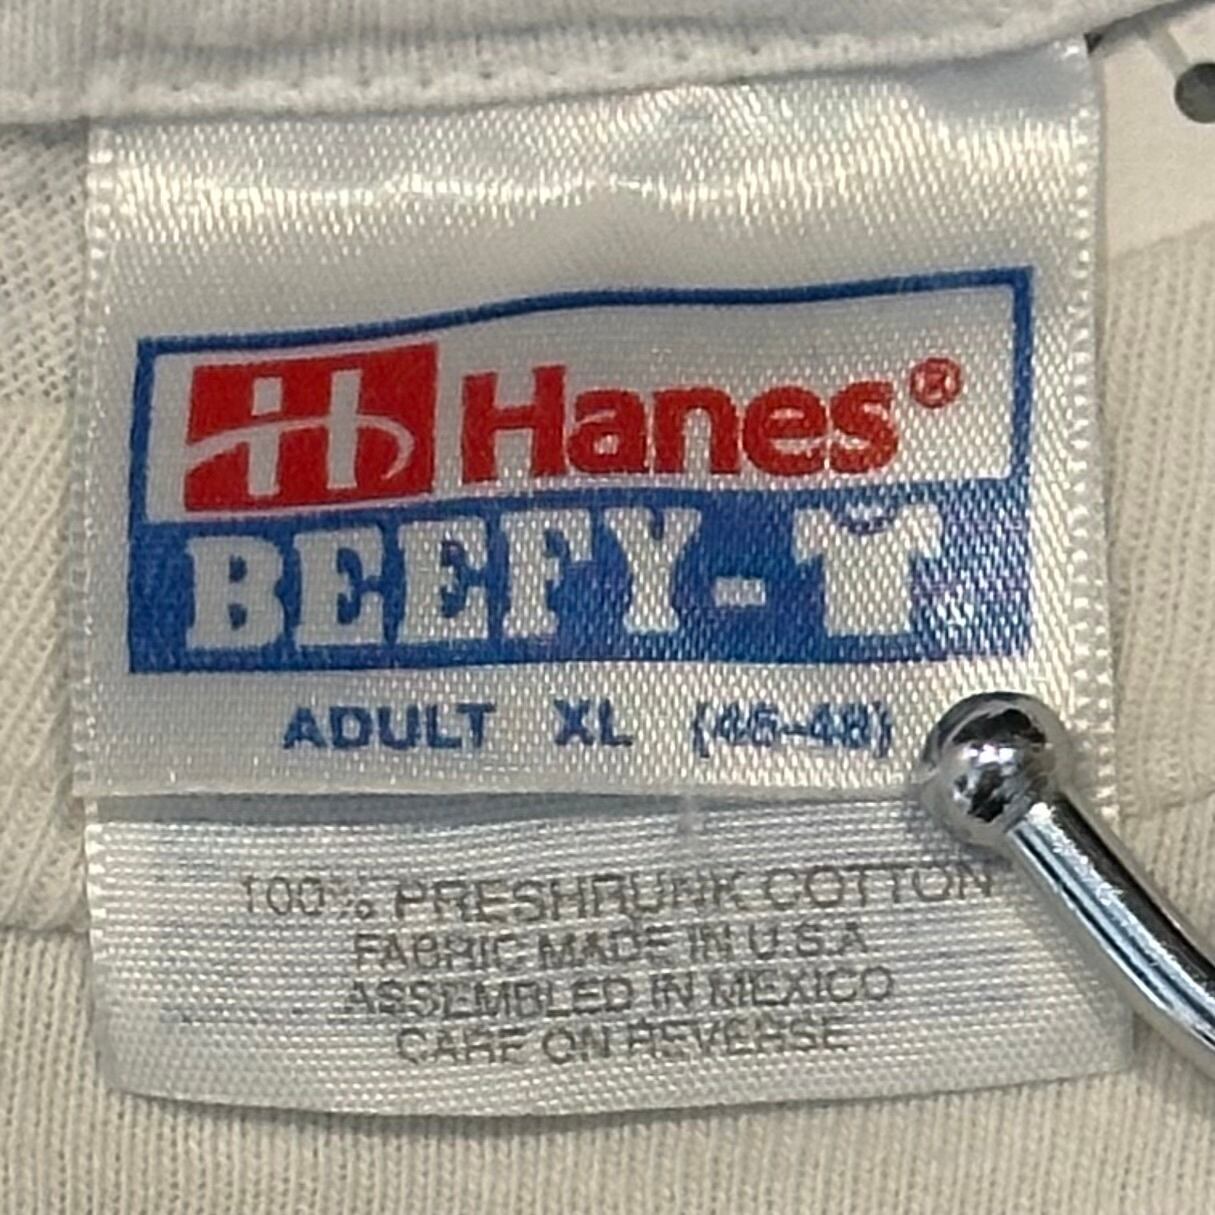 Hanes®
BEEFY-T
ADULT XL (46-48)
100% PRESHRUNK COTTON
FABRIC MADE IN U.S.A
ASSEMBLED IN MEXICO
CARE ON REVERSE